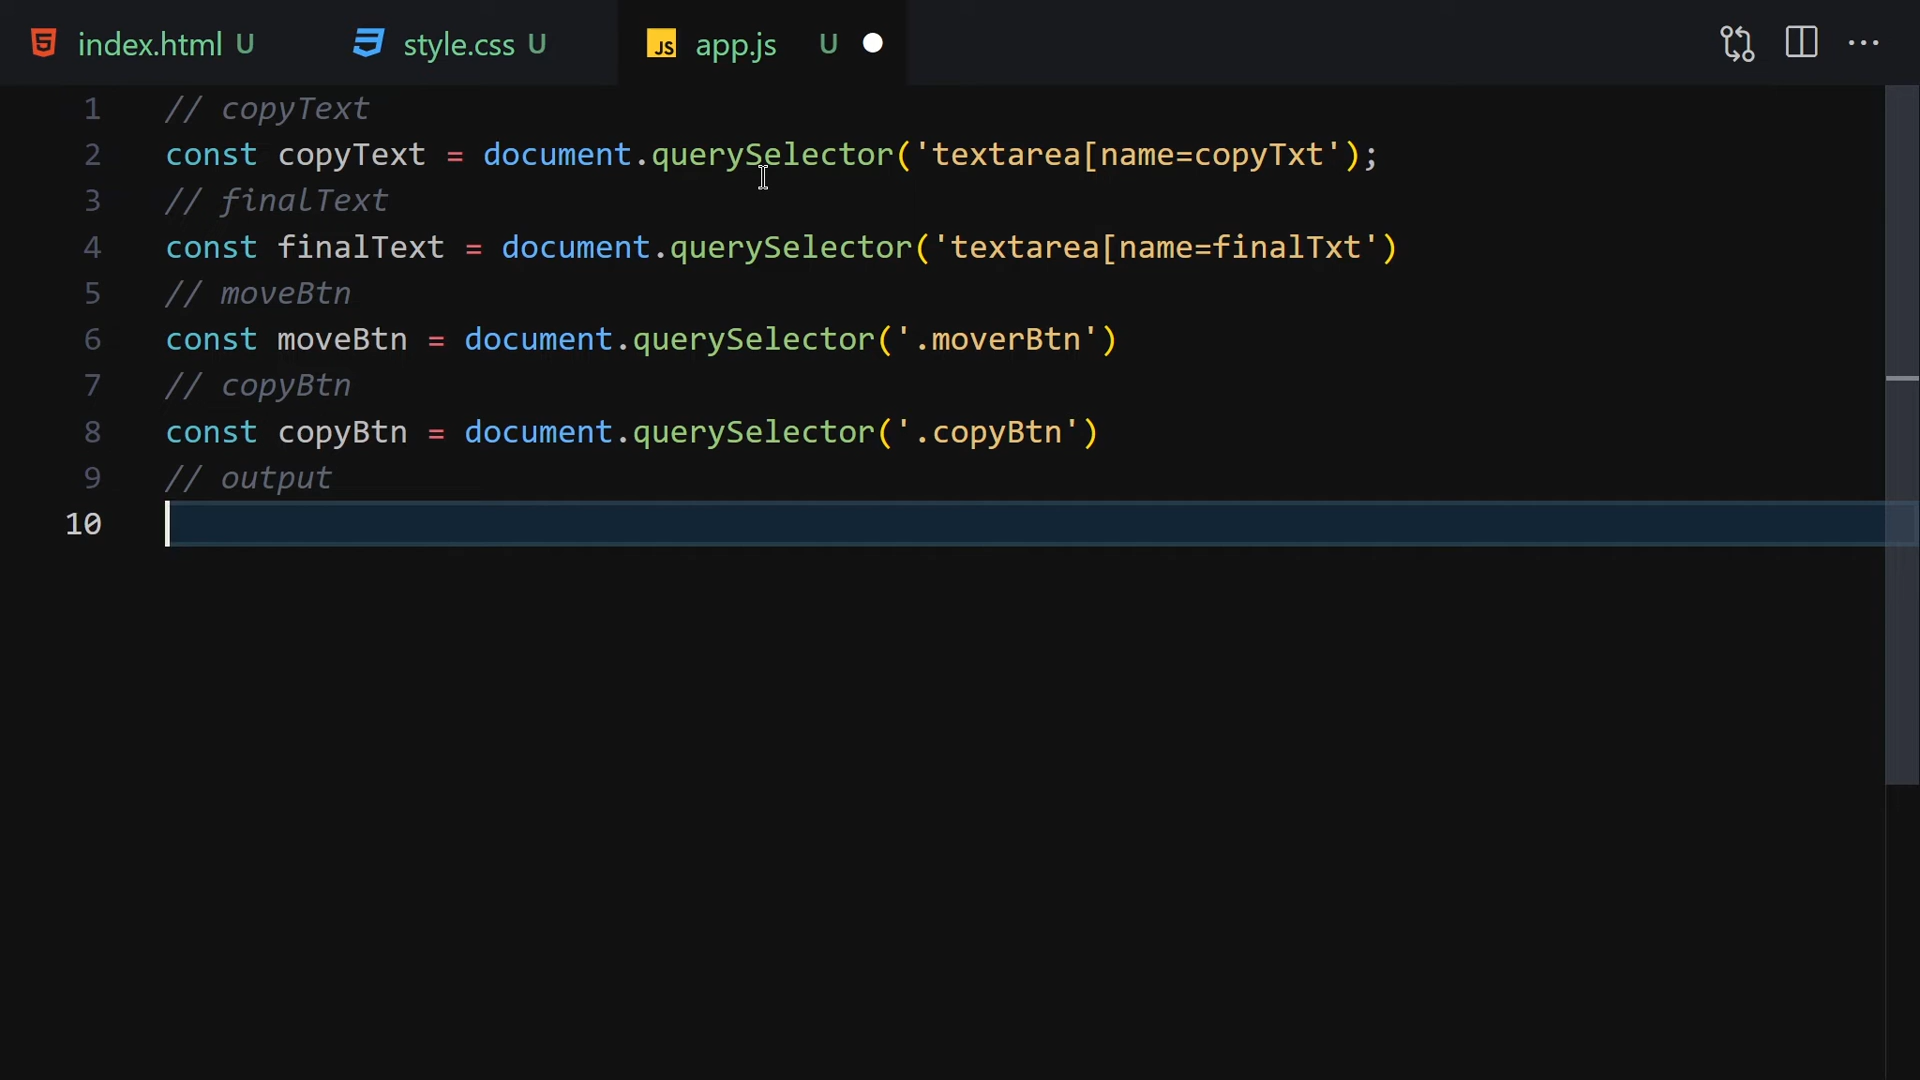 index.html U style.css U JS app.js U
1 // copyText
2 const copyText = document.querySelector('textarea[name=copyTxt');
3 // finalText
4 const finalText = document.querySelector('textarea[name=finalTxt')
5 // moveBtn
6 const moveBtn = document.querySelector('.moverBtn')
7 // copyBtn
8 const copyBtn = document.querySelector('.copyBtn')
9 // output
10